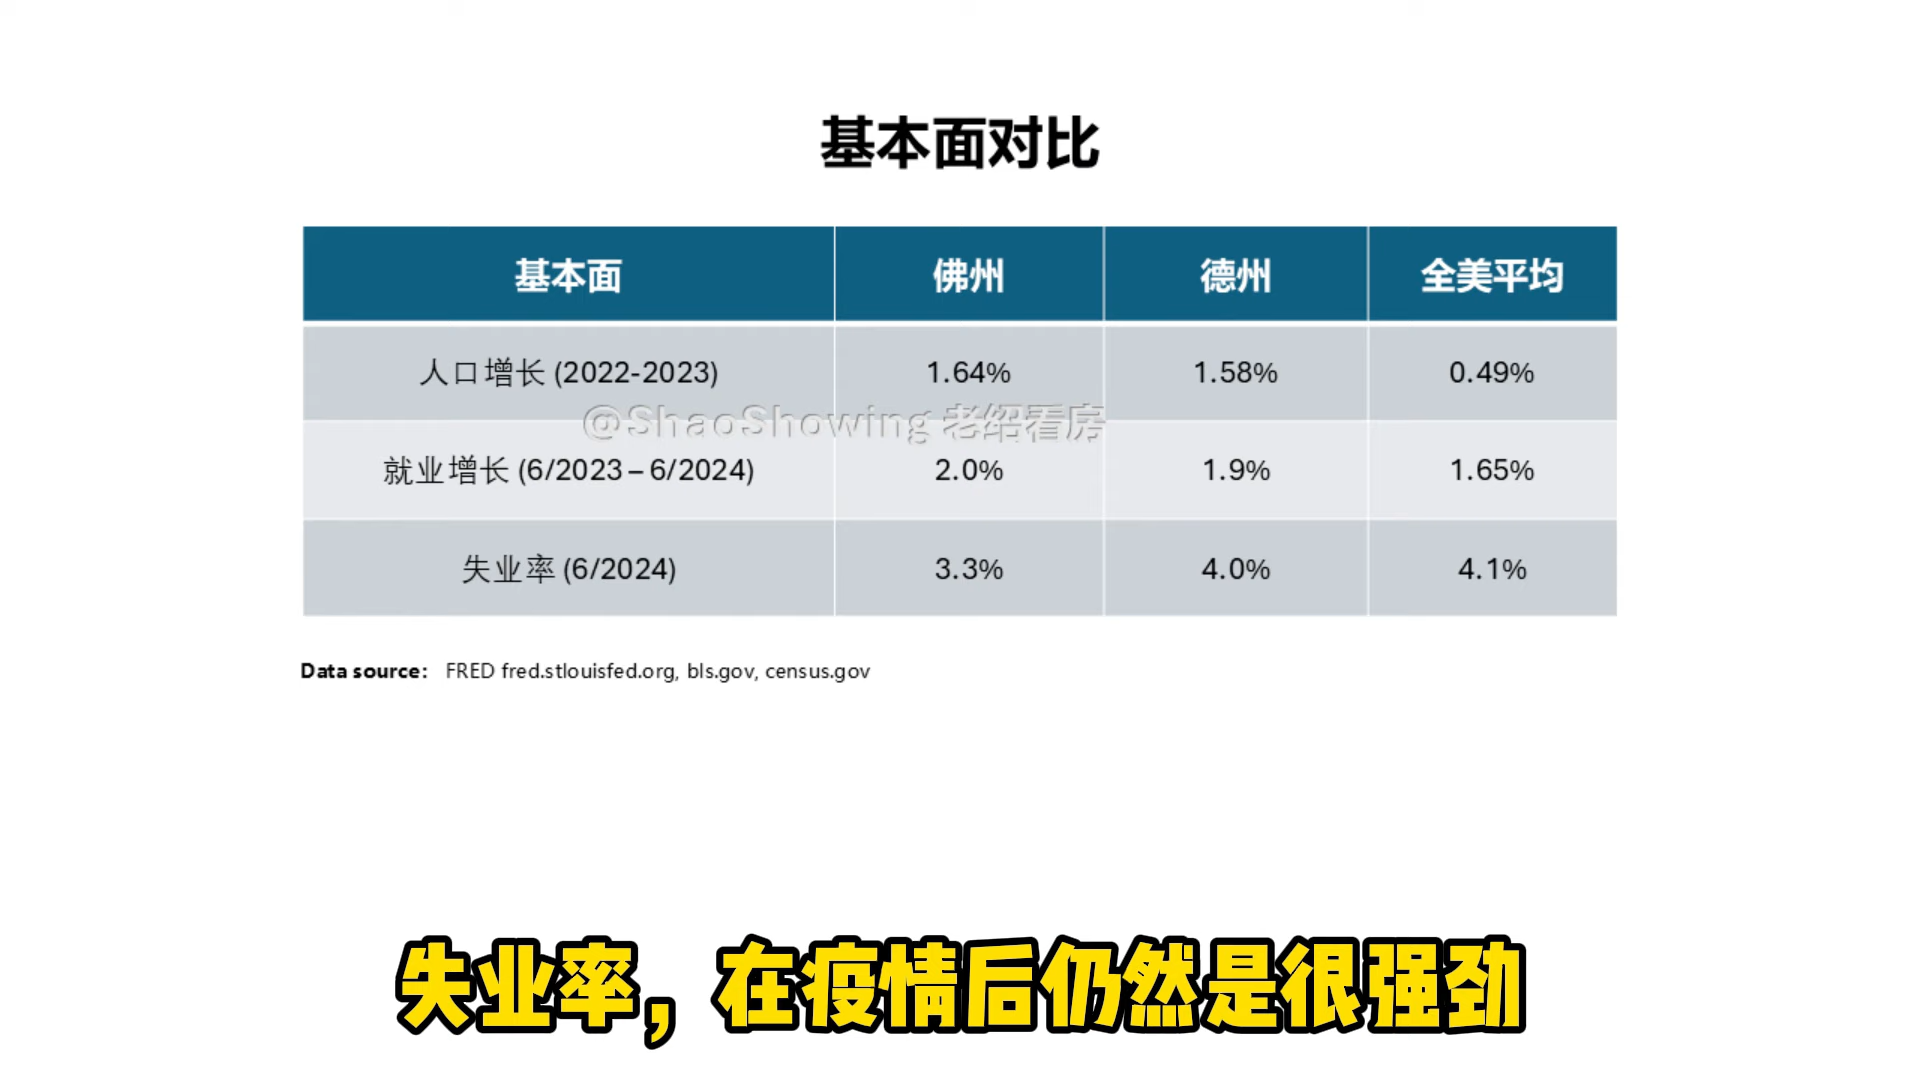 基本面对比
基本面 佛州 德州 全美平均
人口增长 (2022-2023) 1.64% 1.58% 0.49%
@ShaoShowing 老绍看房
就业增长 (6/2023 – 6/2024) 2.0% 1.9% 1.65%
失业率 (6/2024) 3.3% 4.0% 4.1%
Data source: FRED fred.stlouisfed.org, bls.gov, census.gov
失业率，在疫情后仍然是很强劲